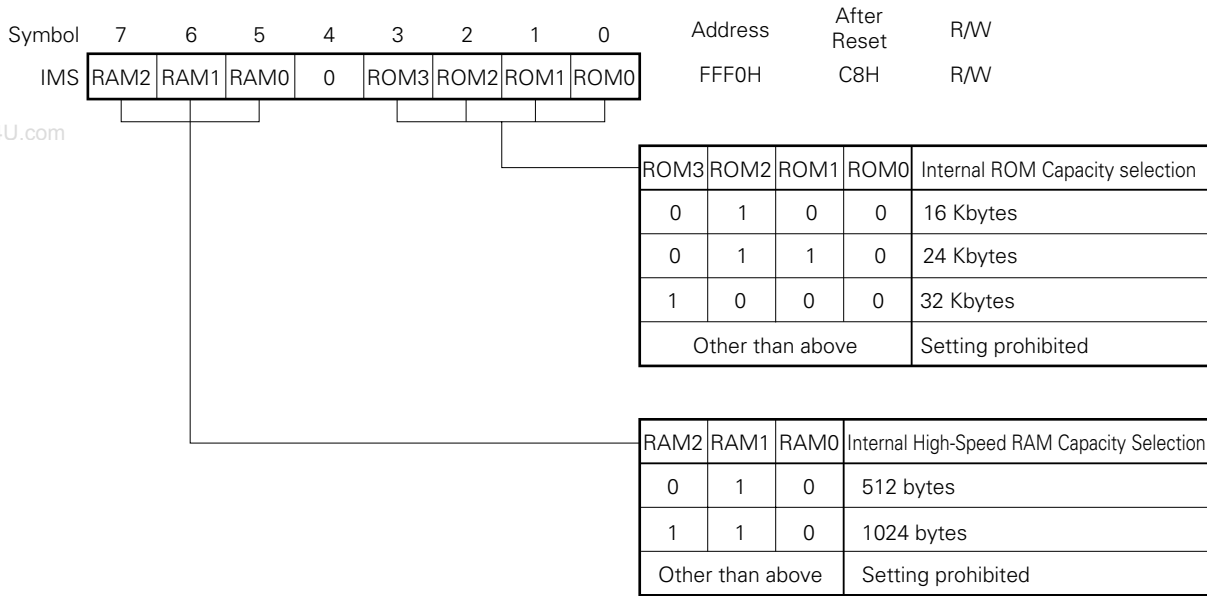 Symbol 7 6 5 4 3 2 1 0 Address After Reset R/W
IMS RAM2 RAM1 RAM0 0 ROM3 ROM2 ROM1 ROM0 FFF0H C8H R/W
-U.com
ROM3 ROM2 ROM1 ROM0 Internal ROM Capacity selection
0 1 0 0 16 Kbytes
0 1 1 0 24 Kbytes
1 0 0 0 32 Kbytes
Other than above Setting prohibited
RAM2 RAM1 RAM0 Internal High-Speed RAM Capacity Selection
0 1 0 512 bytes
1 1 0 1024 bytes
Other than above Setting prohibited